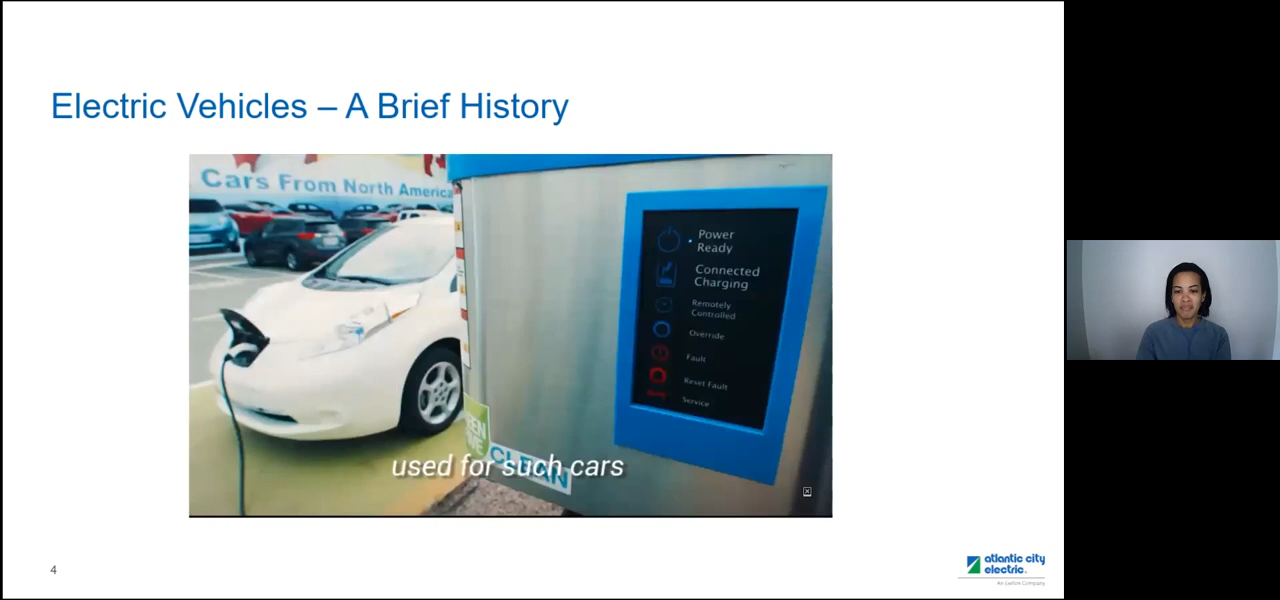 Electric Vehicles – A Brief History
Cars From North America
Power
Ready
Connected
Charging
Remotely
Controlled
Override
Fault
Reset Fault
Service
CLEAN
used for such cars
4
atlantic city
electric
An Exelon Company